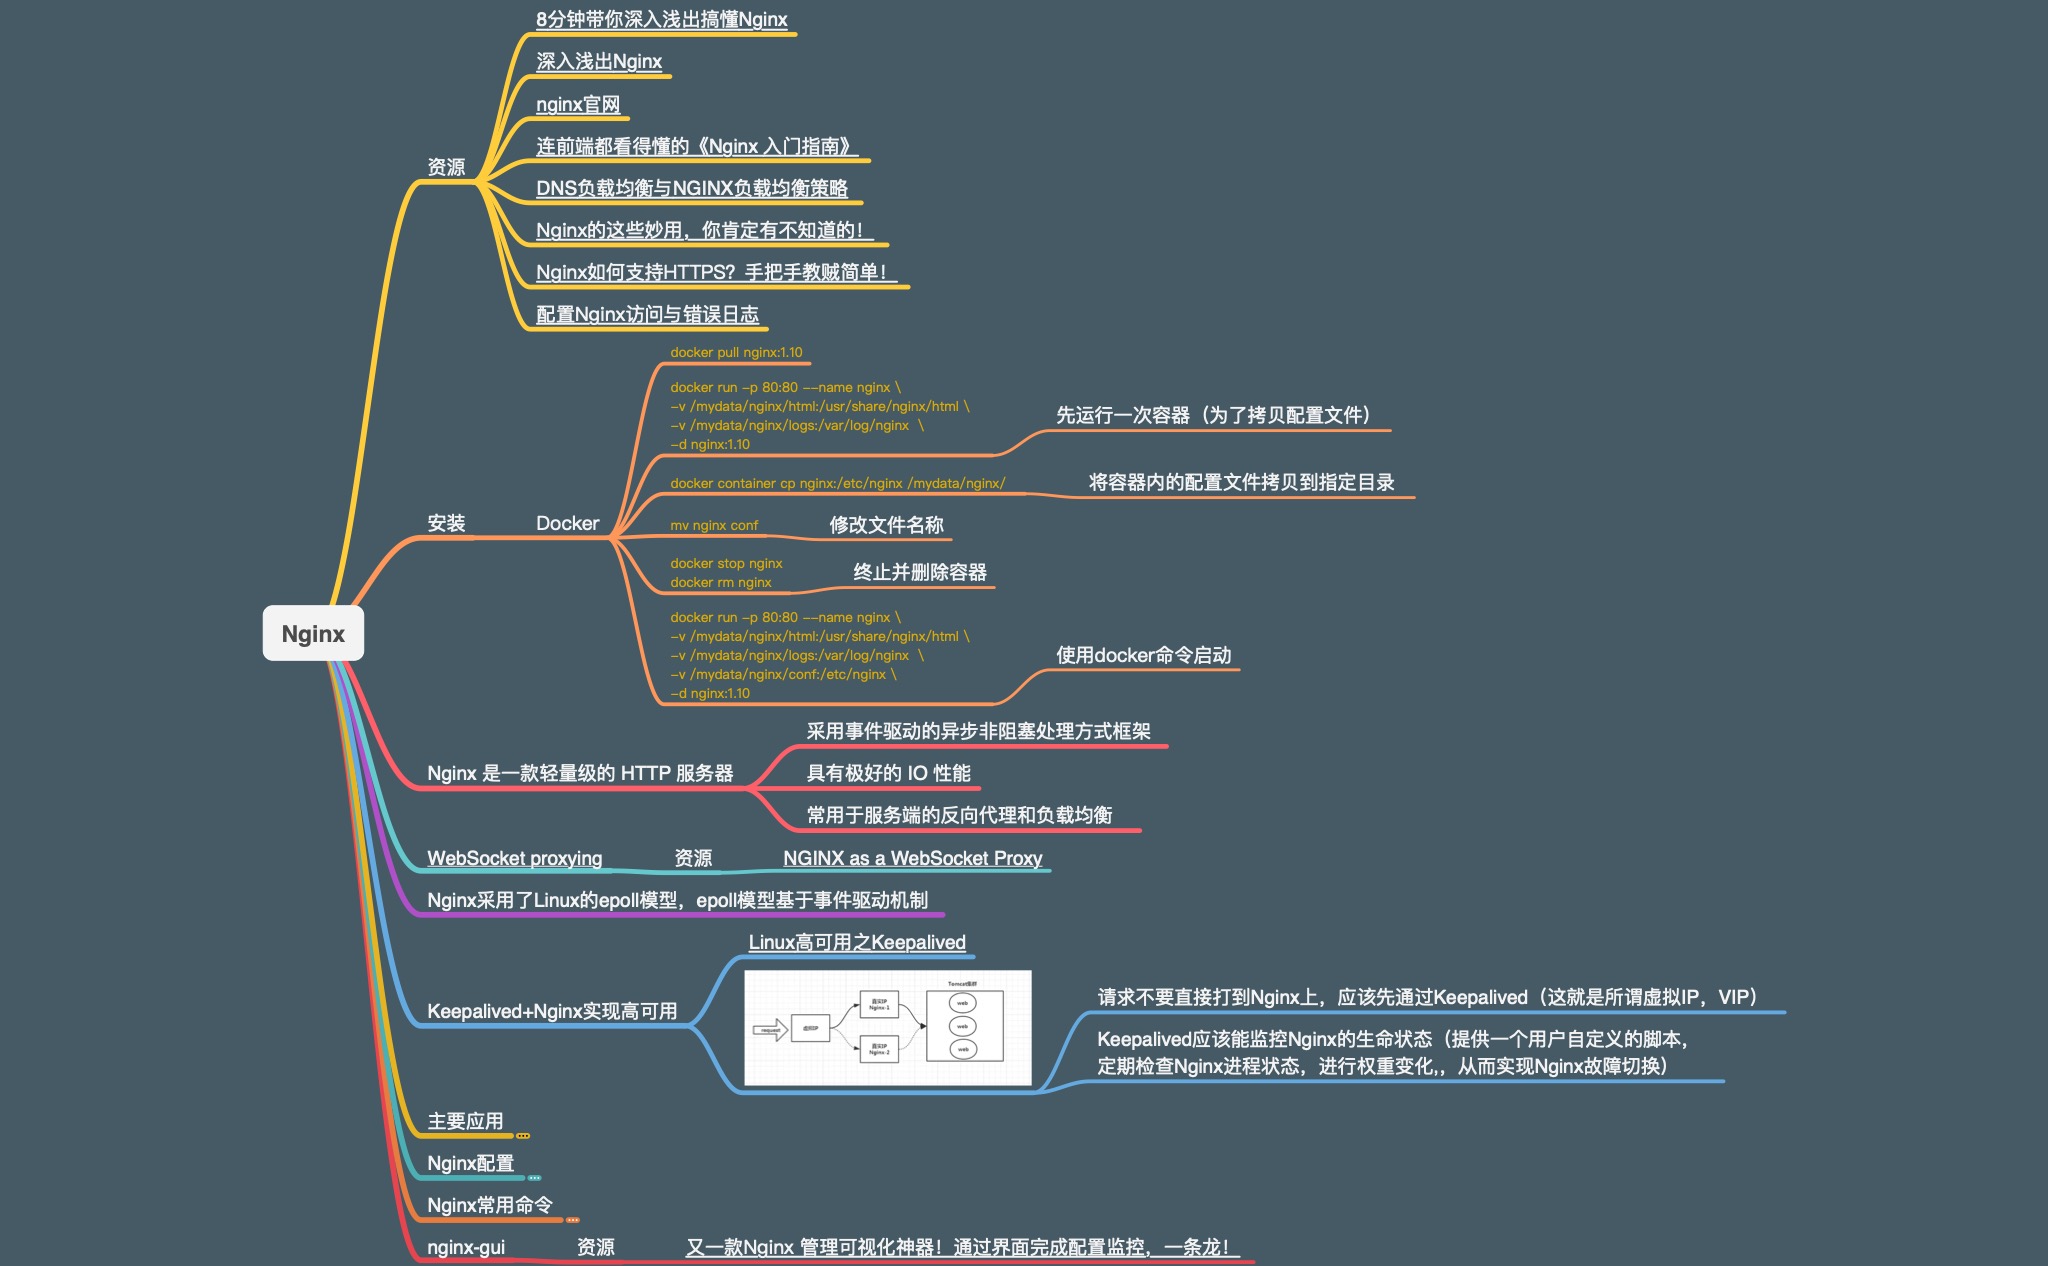 8分钟带你深入浅出搞懂Nginx
深入浅出Nginx
nginx官网
连前端都看得懂的《Nginx 入门指南》
资源
DNS负载均衡与NGINX负载均衡策略
Nginx的这些妙用，你肯定有不知道的！
Nginx如何支持HTTPS？手把手教贼简单！
配置Nginx访问与错误日志
docker pull nginx:1.10
docker run -p 80:80 --name nginx \
-v /mydata/nginx/html:/usr/share/nginx/html \
-v /mydata/nginx/logs:/var/log/nginx  \
-d nginx:1.10
先运行一次容器（为了拷贝配置文件）
docker container cp nginx:/etc/nginx /mydata/nginx/
将容器内的配置文件拷贝到指定目录
安装
Docker
mv nginx conf
修改文件名称
docker stop nginx
docker rm nginx
终止并删除容器
docker run -p 80:80 --name nginx \
-v /mydata/nginx/html:/usr/share/nginx/html \
-v /mydata/nginx/logs:/var/log/nginx  \
-v /mydata/nginx/conf:/etc/nginx \
-d nginx:1.10
使用docker命令启动
Nginx
采用事件驱动的异步非阻塞处理方式框架
Nginx 是一款轻量级的 HTTP 服务器
具有极好的 IO 性能
常用于服务端的反向代理和负载均衡
WebSocket proxying
资源
NGINX as a WebSocket Proxy
Nginx采用了Linux的epoll模型，epoll模型基于事件驱动机制
Linux高可用之Keepalived
Keepalived+Nginx实现高可用
Tomcat集群
request
虚拟IP
真实IP
Nginx-1
真实IP
Nginx-2
web
web
web
请求不要直接打到Nginx上，应该先通过Keepalived（这就是所谓虚拟IP，VIP）
Keepalived应该能监控Nginx的生命状态（提供一个用户自定义的脚本，
定期检查Nginx进程状态，进行权重变化，，从而实现Nginx故障切换）
主要应用
Nginx配置
Nginx常用命令
nginx-gui
资源
又一款Nginx 管理可视化神器！通过界面完成配置监控，一条龙！